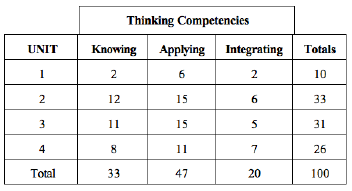 Thinking Competencies
UNIT Knowing Applying Integrating Totals
1 2 6 2 10
2 12 15 6 33
3 11 15 5 31
4 8 11 7 26
Total 33 47 20 100